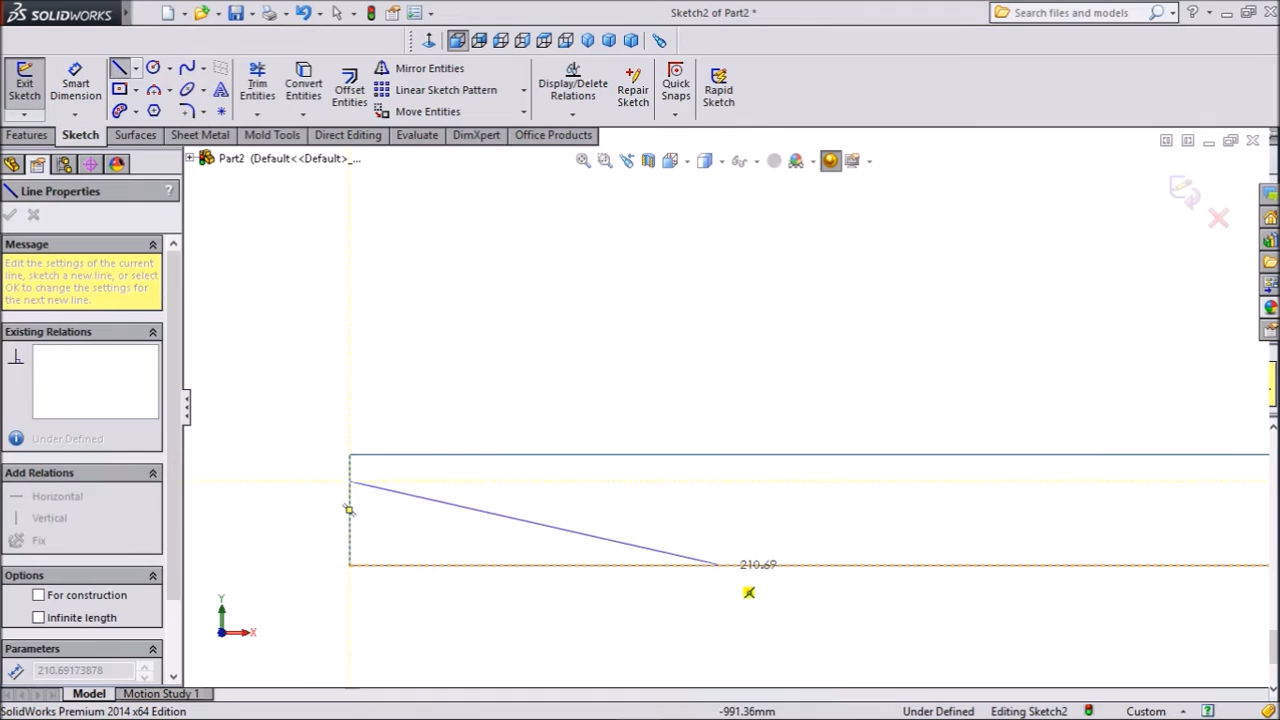 SOLIDWORKS
Sketch2 of Part2 *
Search files and models
Exit Sketch
Smart Dimension
Trim Entities
Convert Entities
Offset Entities
Mirror Entities
Linear Sketch Pattern
Move Entities
Display/Delete Relations
Repair Sketch
Quick Snaps
Rapid Sketch
Features
Sketch
Surfaces
Sheet Metal
Mold Tools
Direct Editing
Evaluate
DimXpert
Office Products
Part2 (Default<<Default>_...
Line Properties
?
Message
Edit the settings of the current
line, sketch a new line, or select
OK to change the settings for
the next new line.
Existing Relations
Under Defined
Add Relations
Horizontal
Vertical
Fix
Options
For construction
Infinite length
Parameters
210.69173878
210.69
Y
X
Model
Motion Study 1
SolidWorks Premium 2014 x64 Edition
-991.36mm
Under Defined
Editing Sketch2
Custom